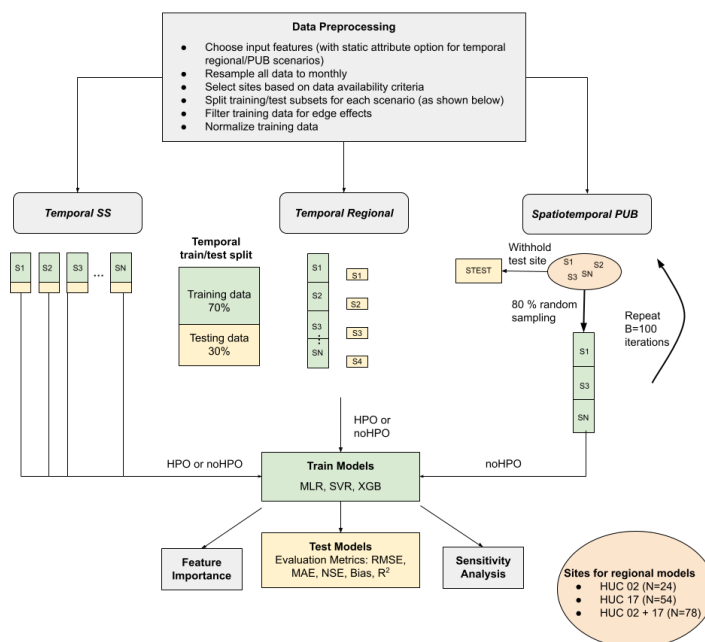 Data Preprocessing
● Choose input features (with static attribute option for temporal
regional/PUB scenarios)
● Resample all data to monthly
● Select sites based on data availability criteria
● Split training/test subsets for each scenario (as shown below)
● Filter training data for edge effects
● Normalize training data
Temporal SS
Temporal Regional
Spatiotemporal PUB
S1
S2
S3
...
SN
Temporal
train/test split
Training data
70%
Testing data
30%
S1
S2
S3
⋮
SN
S1
S2
S3
S4
Withhold
test site
STEST
S1
S2
SN
S3
80 % random
sampling
Repeat
B=100
iterations
S1
S3
SN
HPO or noHPO
HPO or
noHPO
noHPO
Train Models
MLR, SVR, XGB
Feature
Importance
Test Models
Evaluation Metrics: RMSE,
MAE, NSE, Bias, R²
Sensitivity
Analysis
Sites for regional models
● HUC 02 (N=24)
● HUC 17 (N=54)
● HUC 02 + 17 (N=78)